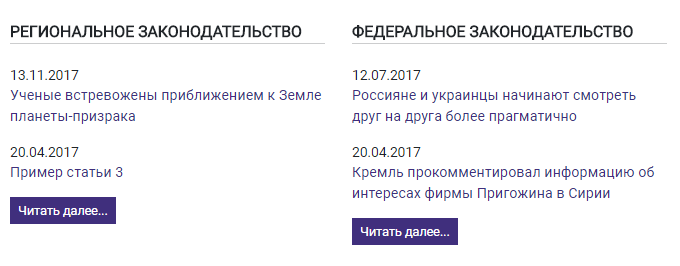 РЕГИОНАЛЬНОЕ ЗАКОНОДАТЕЛЬСТВО
13.11.2017
Ученые встревожены приближением к Земле
планеты-призрака
20.04.2017
Пример статьи 3
Читать далее...
ФЕДЕРАЛЬНОЕ ЗАКОНОДАТЕЛЬСТВО
12.07.2017
Россияне и украинцы начинают смотреть
друг на друга более прагматично
20.04.2017
Кремль прокомментировал информацию об
интересах фирмы Пригожина в Сирии
Читать далее...